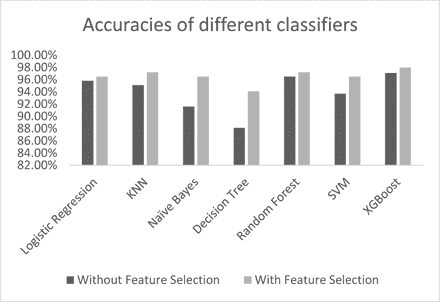 Accuracies of different classifiers
100.00%
98.00%
96.00%
94.00%
92.00%
90.00%
88.00%
86.00%
84.00%
82.00%
Logistic Regression
KNN
Naïve Bayes
Decision Tree
Random Forest
SVM
XGBoost
Without Feature Selection
With Feature Selection